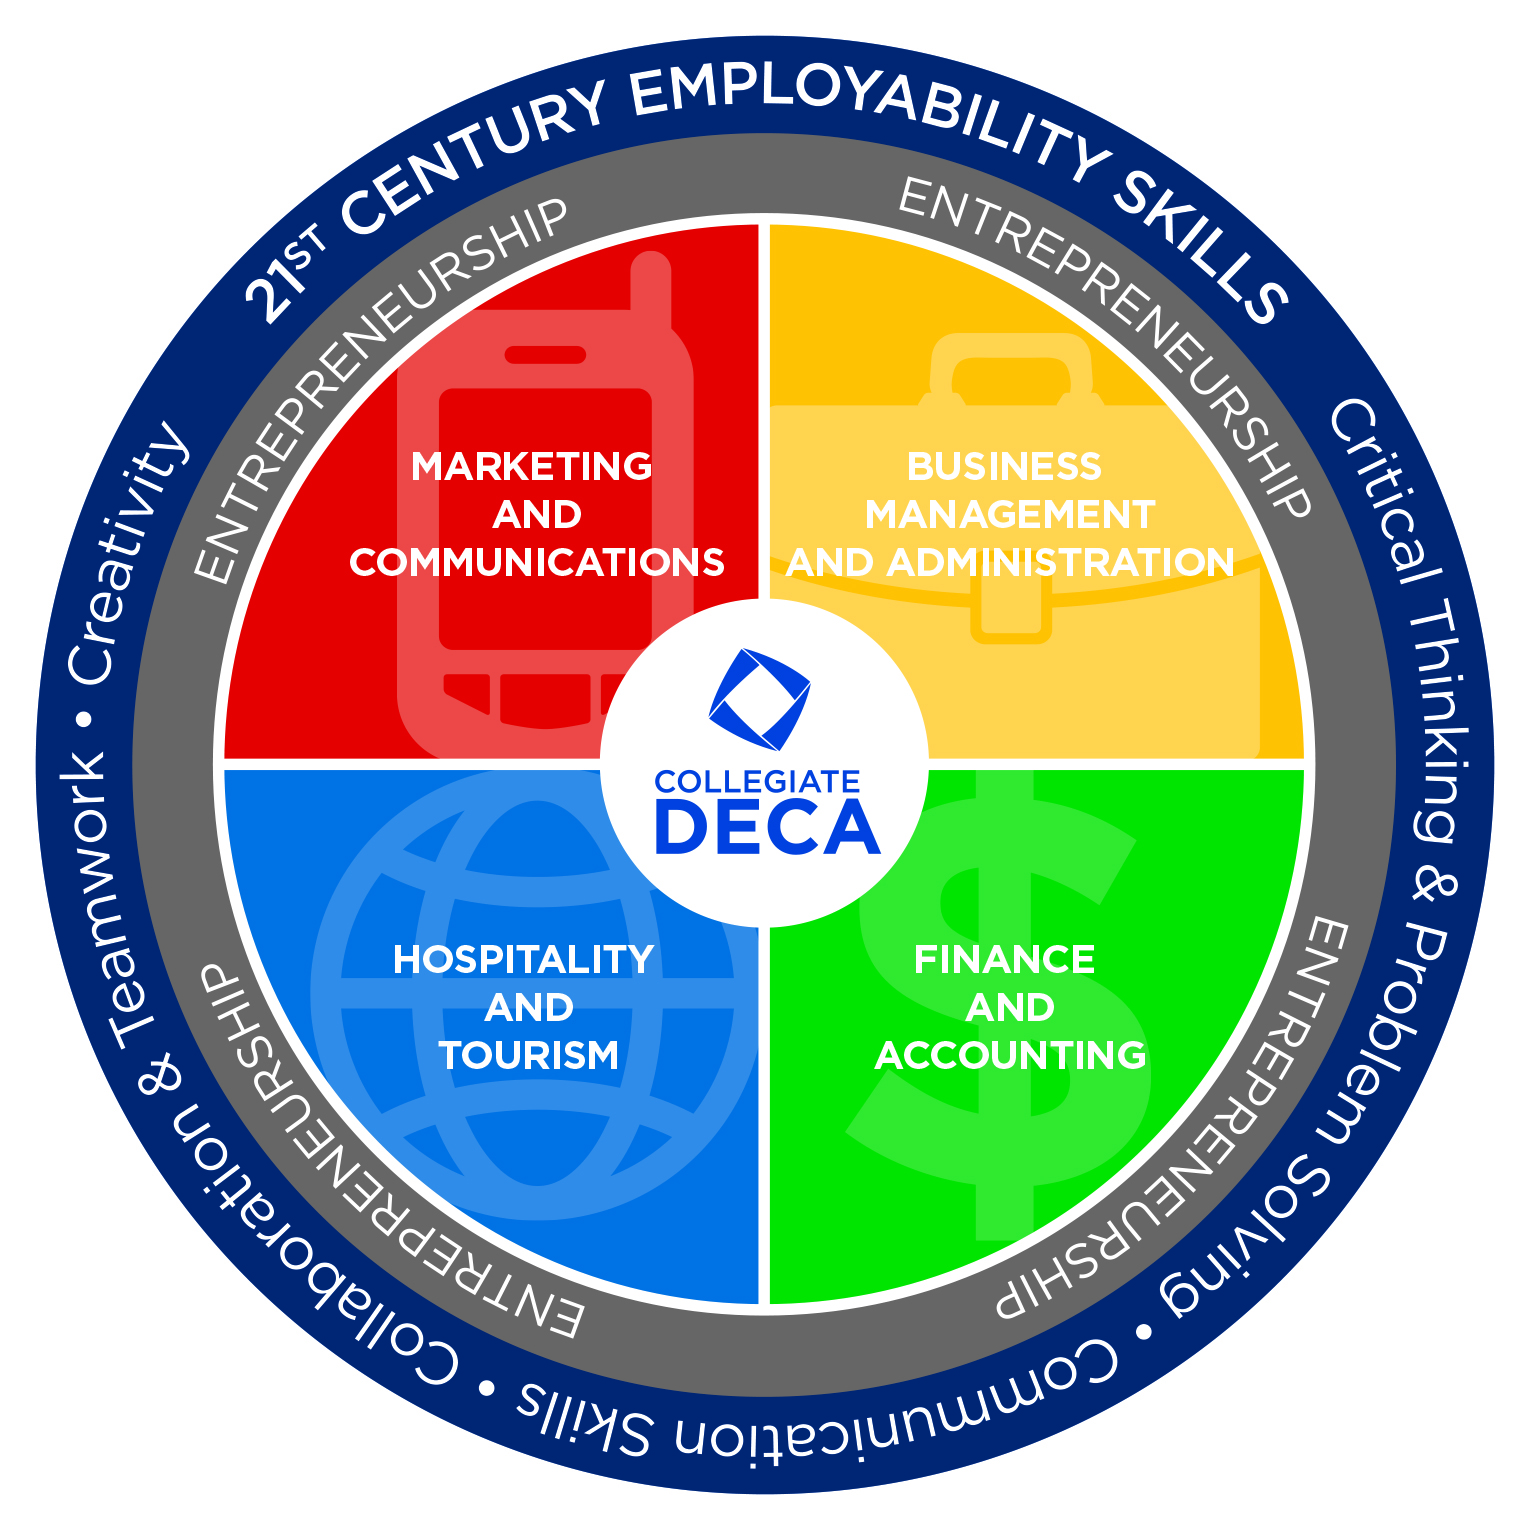 21ST CENTURY EMPLOYABILITY SKILLS
Critical Thinking & Problem Solving • Communication Skills • Collaboration & Teamwork • Creativity
ENTREPRENEURSHIP
ENTREPRENEURSHIP
ENTREPRENEURSHIP
ENTREPRENEURSHIP
MARKETING
AND
COMMUNICATIONS
BUSINESS
MANAGEMENT
AND ADMINISTRATION
COLLEGIATE
DECA
HOSPITALITY
AND
TOURISM
FINANCE
AND
ACCOUNTING